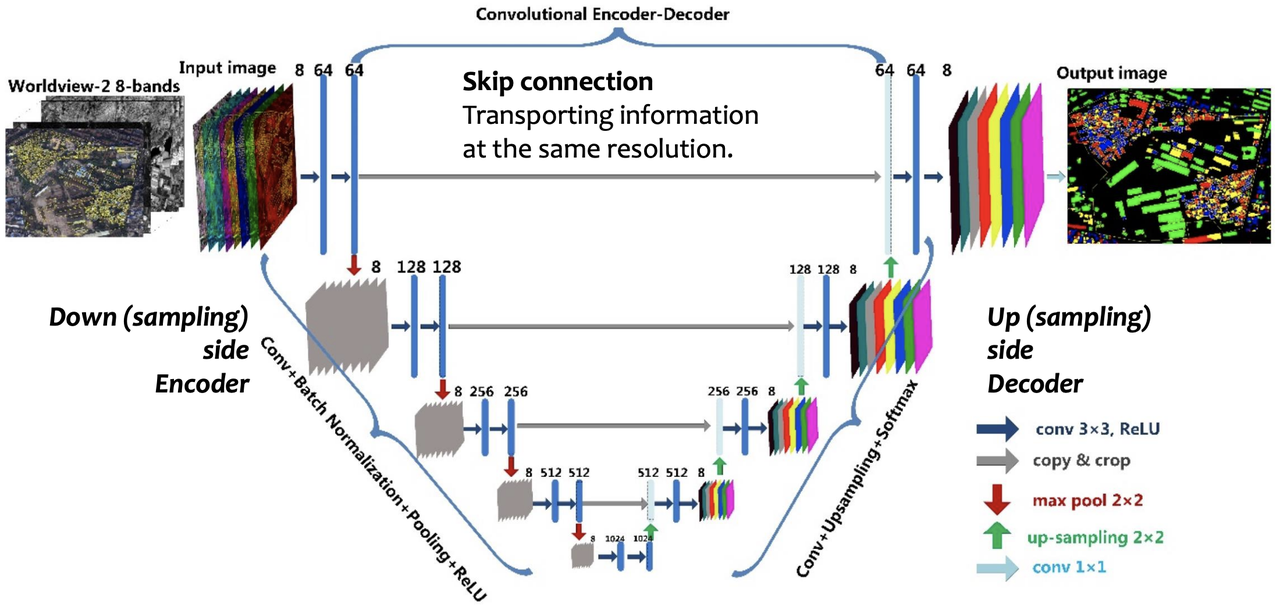 Convolutional Encoder-Decoder
Input image
8 64 64
Worldview-2 8-bands
Skip connection
Transporting information
at the same resolution.
64 64 8
Output image
8 128 128
128 128 8
Down (sampling)
side
Encoder
Up (sampling)
side
Decoder
8 256 256
256 256 8
8 512 512
512 512 8
8 1024 1024
Conv+Batch Normalization+Pooling+ReLU
Conv+Upsampling+Softmax
conv 3×3, ReLU
copy & crop
max pool 2×2
up-sampling 2×2
conv 1×1